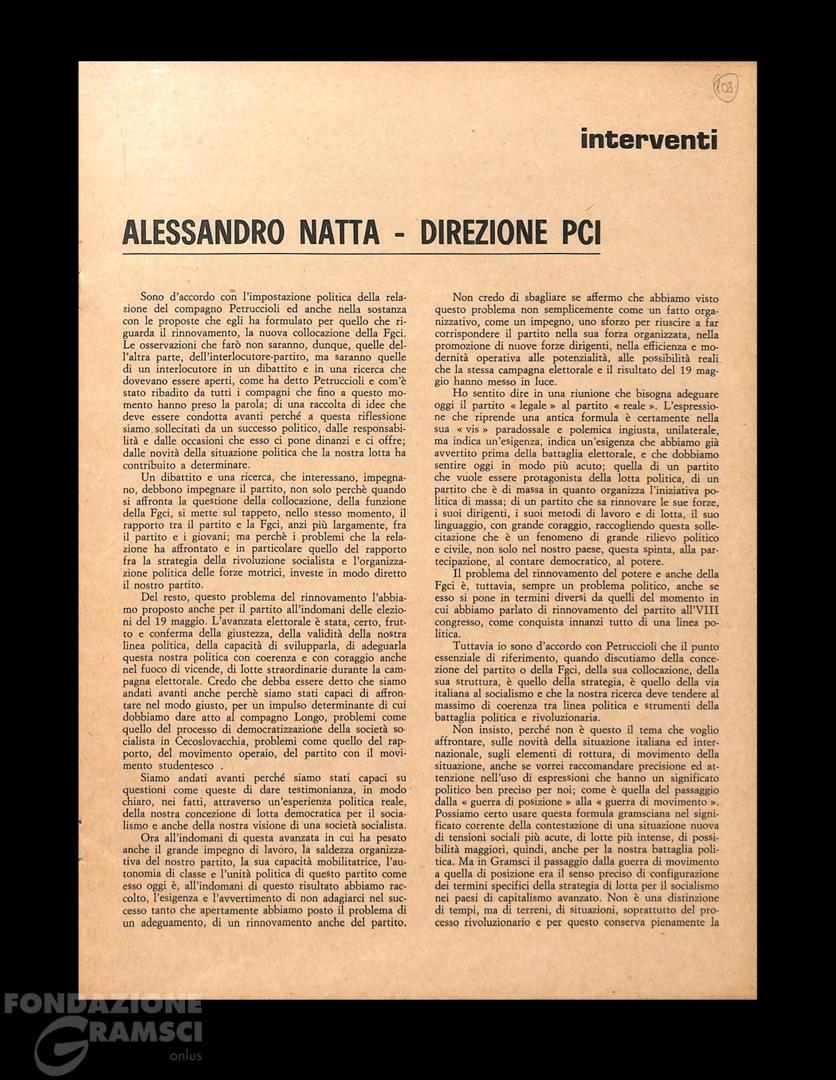 108
interventi
ALESSANDRO NATTA - DIREZIONE PCI
Sono d'accordo con l'impostazione politica della rela-
zione del compagno Petruccioli ed anche nella sostanza
con le proposte che egli ha formulato per quello che ri-
guarda il rinnovamento, la nuova collocazione della Fgci.
Le osservazioni che farò non saranno, dunque, quelle del-
l'altra parte, dell'interlocutore-partito, ma saranno quelle
di un interlocutore in un dibattito e in una ricerca che
dovevano essere aperti, come ha detto Petruccioli e com'è
stato ribadito da tutti i compagni che fino a questo mo-
mento hanno preso la parola; di una raccolta di idee che
deve essere condotta avanti perché a questa riflessione
siamo sollecitati da un successo politico, dalle responsabi-
lità e dalle occasioni che esso ci pone dinanzi e ci offre;
dalle novità della situazione politica che la nostra lotta ha
contribuito a determinare.
Un dibattito e una ricerca, che interessano, impegna-
no, debbono impegnare il partito, non solo perchè quando
si affronta la questione della collocazione, della funzione
della Fgci, si mette sul tappeto, nello stesso momento, il
rapporto tra il partito e la Fgci, anzi più largamente, fra
il partito e i giovani; ma perchè i problemi che la rela-
zione ha affrontato e in particolare quello del rapporto
fra la strategia della rivoluzione socialista e l'organizza-
zione politica delle forze motrici, investe in modo diretto
il nostro partito.
Del resto, questo problema del rinnovamento l'abbia-
mo proposto anche per il partito all'indomani delle elezio-
ni del 19 maggio. L'avanzata elettorale è stata, certo, frut-
to e conferma della giustezza, della validità della nostra
linea politica, della capacità di svilupparla, di adeguarla
questa nostra politica con coerenza e con coraggio anche
nel fuoco di vicende, di lotte straordinarie durante la cam-
pagna elettorale. Credo che debba essere detto che siamo
andati avanti anche perchè siamo stati capaci di affron-
tare nel modo giusto, per un impulso determinante di cui
dobbiamo dare atto al compagno Longo, problemi come
quello del processo di democratizzazione della società so-
cialista in Cecoslovacchia, problemi come quello del rap-
porto, del movimento operaio, del partito con il movi-
mento studentesco .
Siamo andati avanti perché siamo stati capaci su
questioni come queste di dare testimonianza, in modo
chiaro, nei fatti, attraverso un'esperienza politica reale,
della nostra concezione di lotta democratica per il socia-
lismo e anche della nostra visione di una società socialista.
Ora all'indomani di questa avanzata in cui ha pesato
anche il grande impegno di lavoro, la saldezza organizza-
tiva del nostro partito, la sua capacità mobilitatrice, l'au-
tonomia di classe e l'unità politica di questo partito come
esso oggi è, all'indomani di questo risultato abbiamo rac-
colto, l'esigenza e l'avvertimento di non adagiarci nel suc-
cesso tanto che apertamente abbiamo posto il problema di
un adeguamento, di un rinnovamento anche del partito.
Non credo di sbagliare se affermo che abbiamo visto
questo problema non semplicemente come un fatto orga-
nizzativo, come un impegno, uno sforzo per riuscire a far
corrispondere il partito nella sua forza organizzata, nella
promozione di nuove forze dirigenti, nella efficienza e mo-
dernità operativa alle potenzialità, alle possibilità reali
che la stessa campagna elettorale e il risultato del 19 mag-
gio hanno messo in luce.
Ho sentito dire in una riunione che bisogna adeguare
oggi il partito « legale » al partito « reale ». L'espressio-
ne che riprende una antica formula è certamente nella
sua « vis » paradossale e polemica ingiusta, unilaterale,
ma indica un'esigenza, indica un'esigenza che abbiamo già
avvertito prima della battaglia elettorale, e che dobbiamo
sentire oggi in modo più acuto; quella di un partito
che vuole essere protagonista della lotta politica, di un
partito che è di massa in quanto organizza l'iniziativa po-
litica di massa; di un partito che sa rinnovare le sue forze,
i suoi dirigenti, i suoi metodi di lavoro e di lotta, il suo
linguaggio, con grande coraggio, raccogliendo questa solle-
citazione che è un fenomeno di grande rilievo politico
e civile, non solo nel nostro paese, questa spinta, alla par-
tecipazione, al contare democratico, al potere.
Il problema del rinnovamento del potere e anche della
Fgci è, tuttavia, sempre un problema politico, anche se
esso si pone in termini diversi da quelli del momento in
cui abbiamo parlato di rinnovamento del partito all'VIII
congresso, come conquista innanzi tutto di una linea po-
litica.
Tuttavia io sono d'accordo con Petruccioli che il punto
essenziale di riferimento, quando discutiamo della conce-
zione del partito o della Fgci, della sua collocazione, della
sua struttura, è quello della strategia, è quello della via
italiana al socialismo e che la nostra ricerca deve tendere al
massimo di coerenza tra linea politica e strumenti della
battaglia politica e rivoluzionaria.
Non insisto, perché non è questo il tema che voglio
affrontare, sulle novità della situazione italiana ed inter-
nazionale, sugli elementi di rottura, di movimento della
situazione, anche se vorrei raccomandare precisione ed at-
tenzione nell'uso di espressioni che hanno un significato
politico ben preciso per noi; come è quella del passaggio
dalla « guerra di posizione » alla « guerra di movimento ».
Possiamo certo usare questa formula gramsciana nel signi-
ficato corrente della contestazione di una situazione nuova
di tensioni sociali più acute, di lotte più intense, di possi-
bilità maggiori, quindi, anche per la nostra battaglia poli-
tica. Ma in Gramsci il passaggio dalla guerra di movimento
a quella di posizione era il senso preciso di configurazione
dei termini specifici della strategia di lotta per il socialismo
nei paesi di capitalismo avanzato. Non è una distinzione
di tempi, ma di terreni, di situazioni, soprattutto del pro-
cesso rivoluzionario e per questo conserva pienamente la
FONDAZIONE
GRAMSCI
onlus